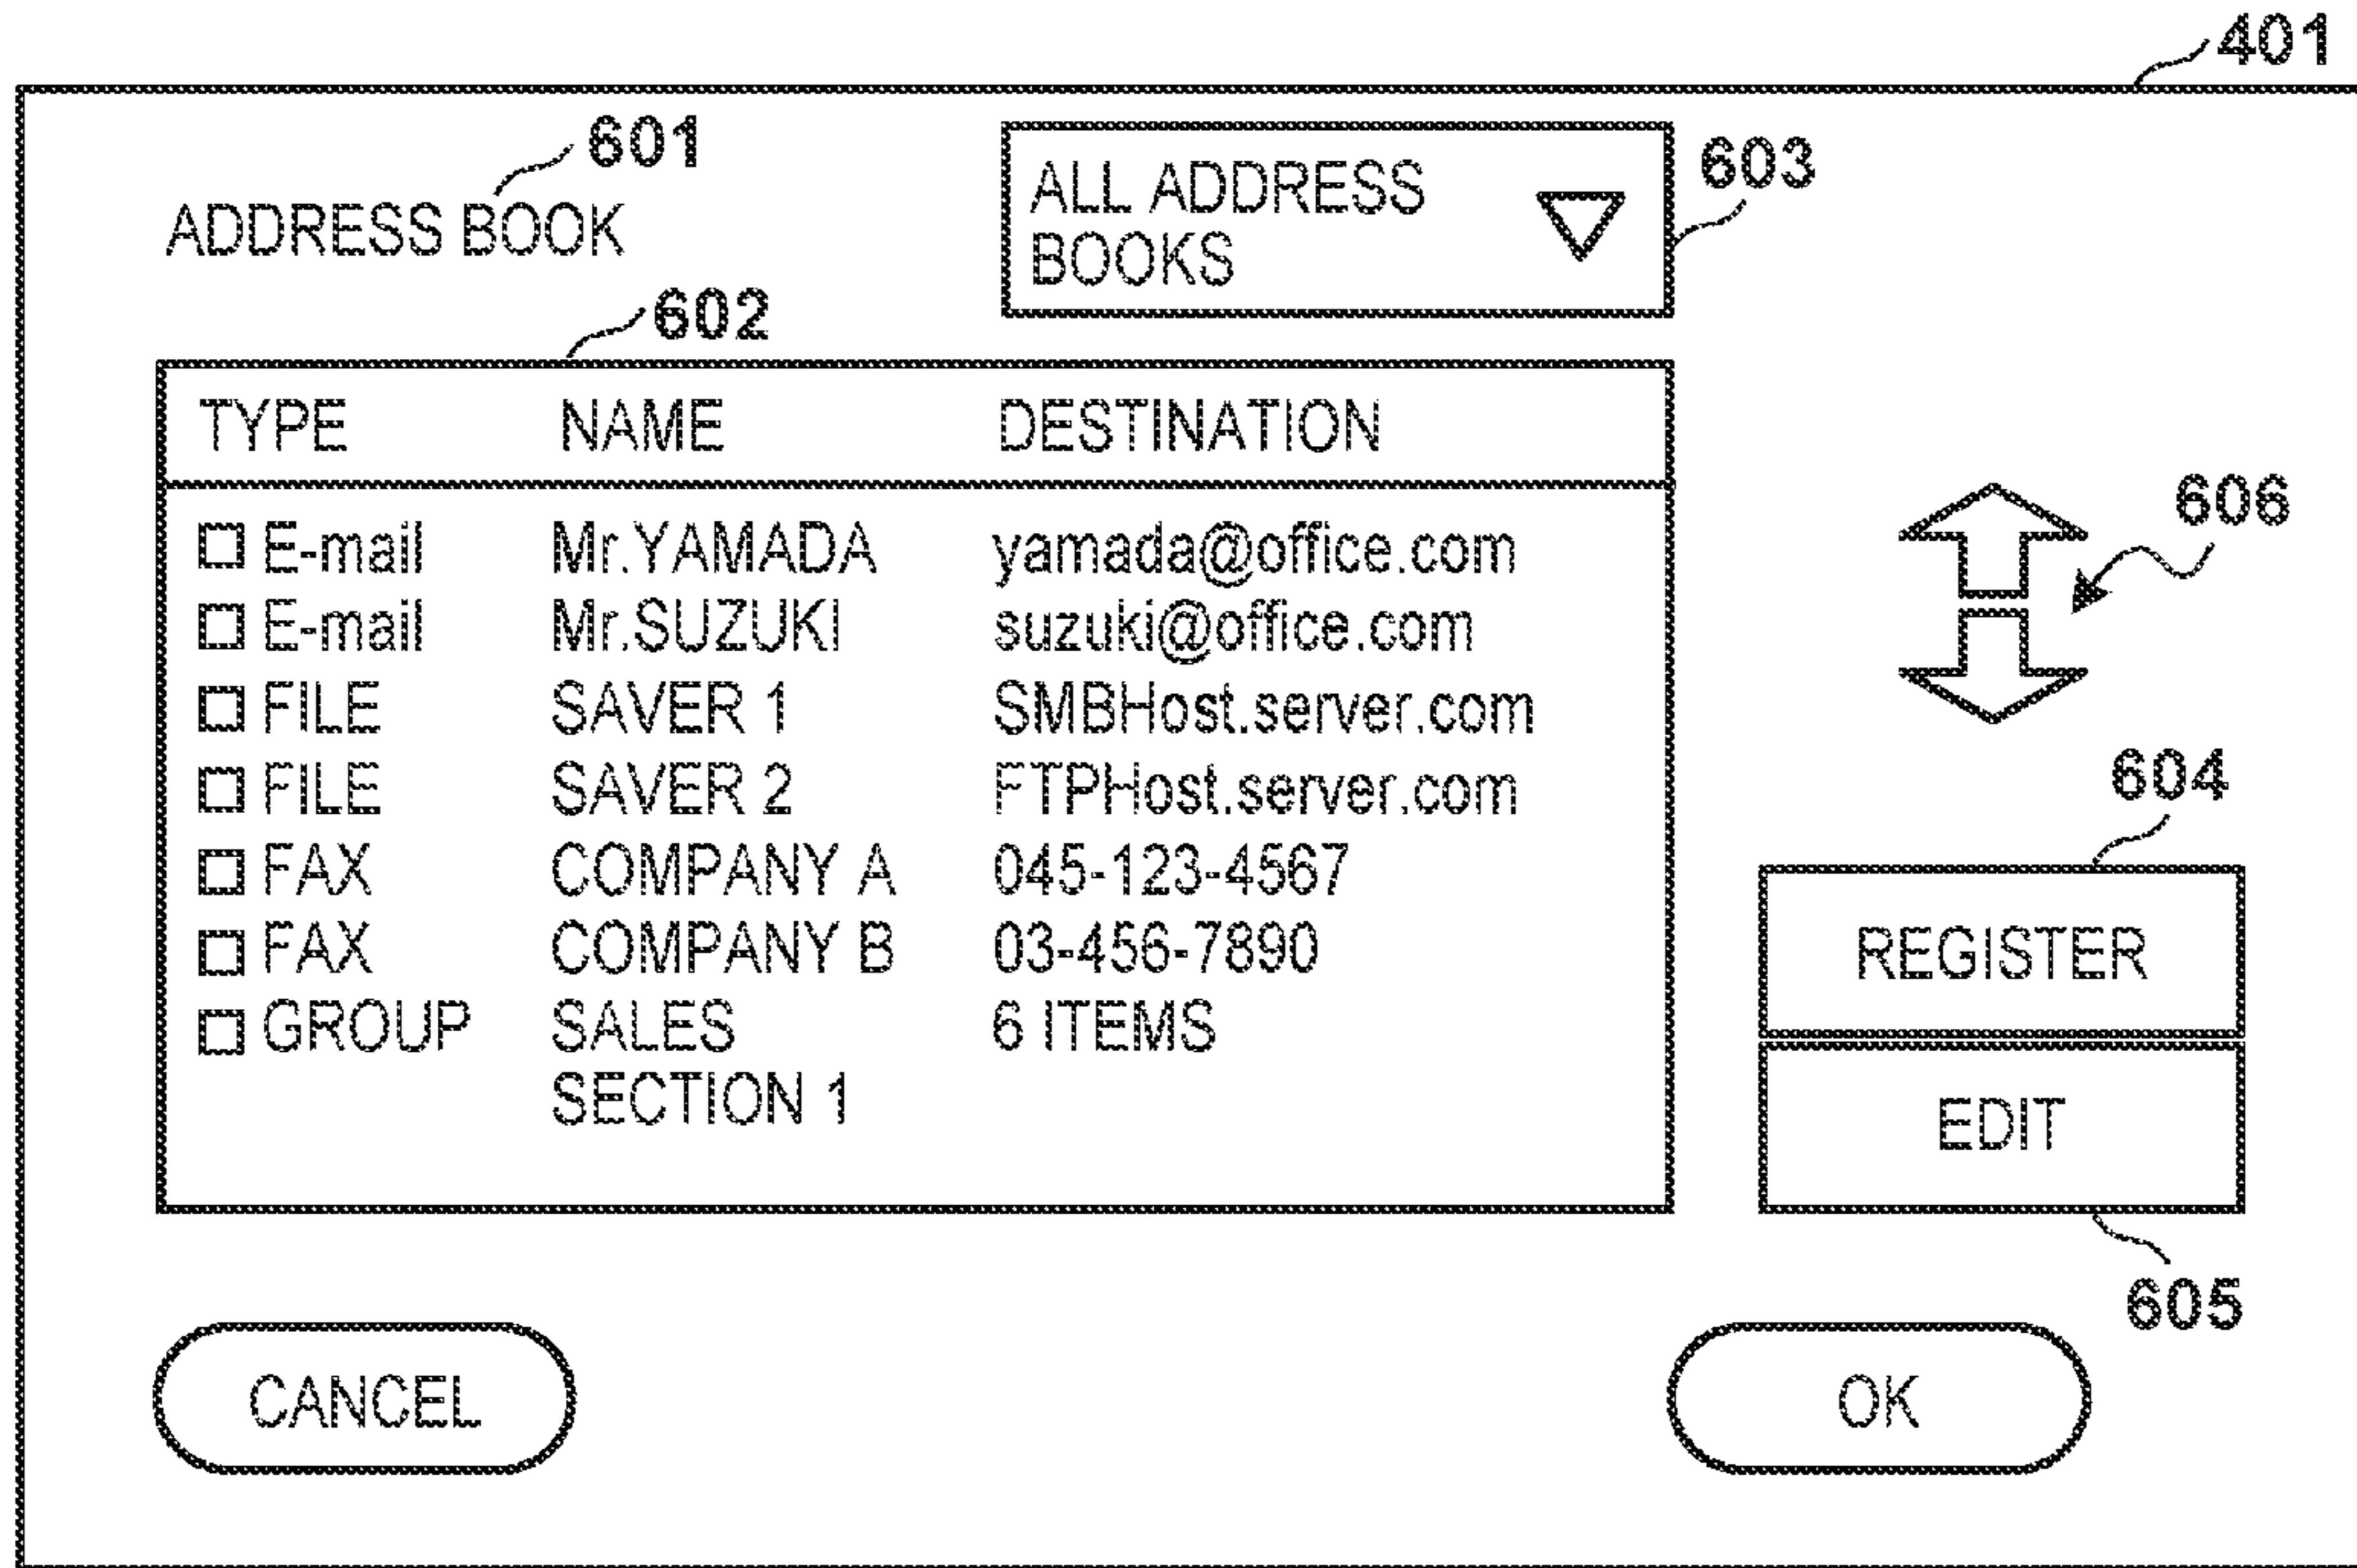 401
601
ADDRESS BOOK
ALL ADDRESS
BOOKS
603
602
TYPE NAME DESTINATION
E-mail Mr.YAMADA yamada@office.com
E-mail Mr.SUZUKI suzuki@office.com
FILE SAVER 1 SMBHost.server.com
FILE SAVER 2 FTPHost.server.com
FAX COMPANY A 045-123-4567
FAX COMPANY B 03-456-7890
GROUP SALES 6 ITEMS
SECTION 1
606
604
REGISTER
EDIT
605
CANCEL
OK